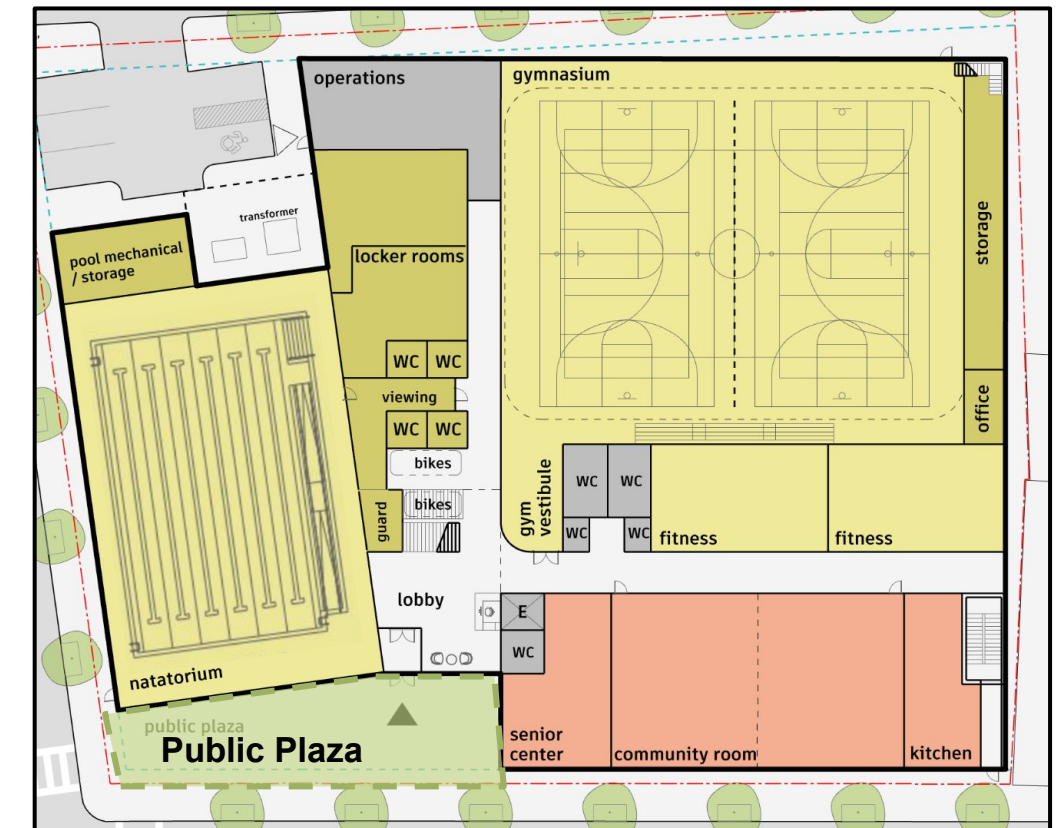 operations
gymnasium
transformer
pool mechanical
/ storage
locker rooms
storage
WC WC
viewing
office
WC WC
bikes
gym
vestibule
WC WC
bikes
guard
WC WC
fitness
fitness
lobby
E
WC
natatorium
public plaza
Public Plaza
senior
center
community room
kitchen